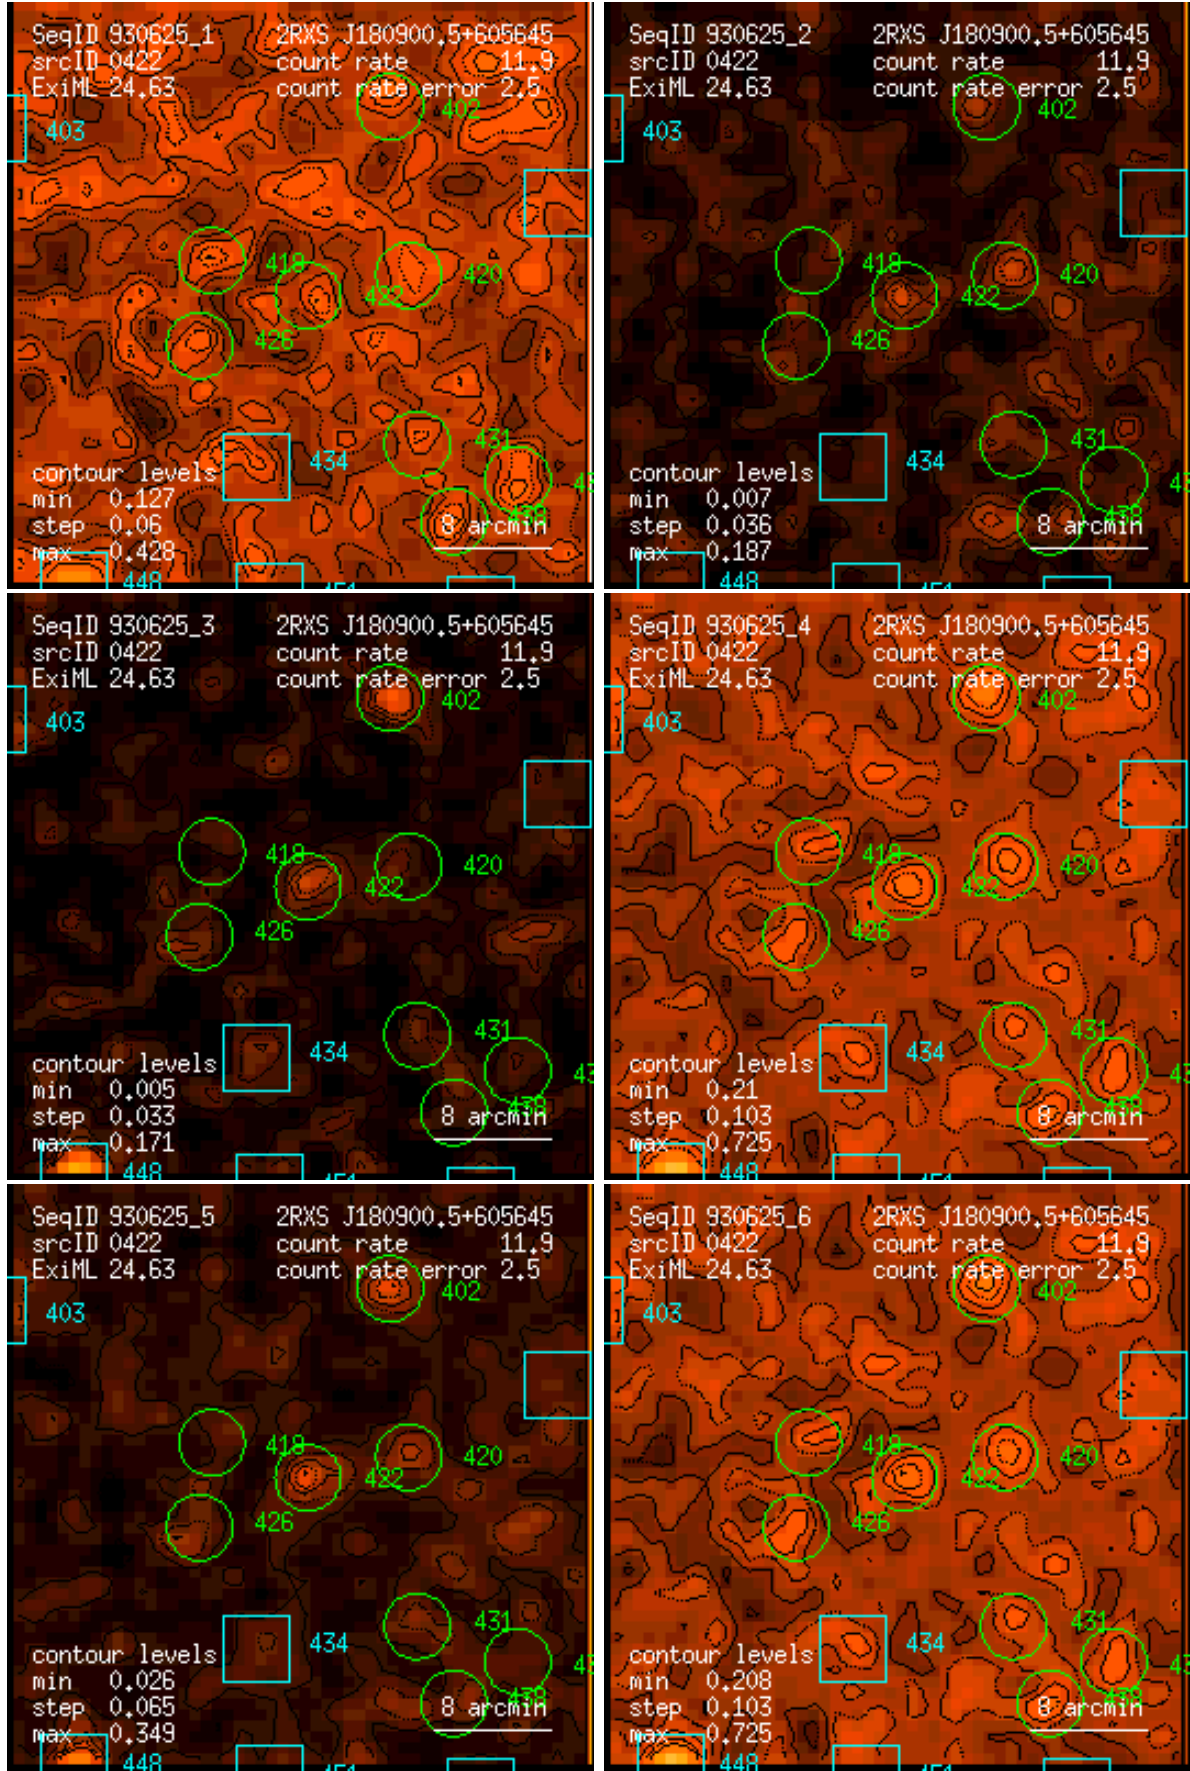 SeqID 930625_1 2RXS J180900.5+605645
srcID 0422 count rate 11.9
ExiML 24.63 count rate error 2.5
402
403
418
420
422
426
431
434
contour levels
min 0.127
step 0.06
max 0.428
8 arcmin
448
SeqID 930625_2 2RXS J180900.5+605645
srcID 0422 count rate 11.9
ExiML 24.63 count rate error 2.5
402
403
418
420
422
426
431
434
contour levels
min 0.007
step 0.036
max 0.187
8 arcmin
448
SeqID 930625_3 2RXS J180900.5+605645
srcID 0422 count rate 11.9
ExiML 24.63 count rate error 2.5
402
403
418
420
422
426
431
434
contour levels
min 0.005
step 0.033
max 0.171
8 arcmin
448
SeqID 930625_4 2RXS J180900.5+605645
srcID 0422 count rate 11.9
ExiML 24.63 count rate error 2.5
402
403
418
420
422
426
431
434
contour levels
min 0.21
step 0.103
max 0.725
8 arcmin
448
SeqID 930625_5 2RXS J180900.5+605645
srcID 0422 count rate 11.9
ExiML 24.63 count rate error 2.5
402
403
418
420
422
426
431
434
contour levels
min 0.026
step 0.065
max 0.349
8 arcmin
448
SeqID 930625_6 2RXS J180900.5+605645
srcID 0422 count rate 11.9
ExiML 24.63 count rate error 2.5
402
403
418
420
422
426
431
434
contour levels
min 0.208
step 0.103
max 0.725
8 arcmin
448